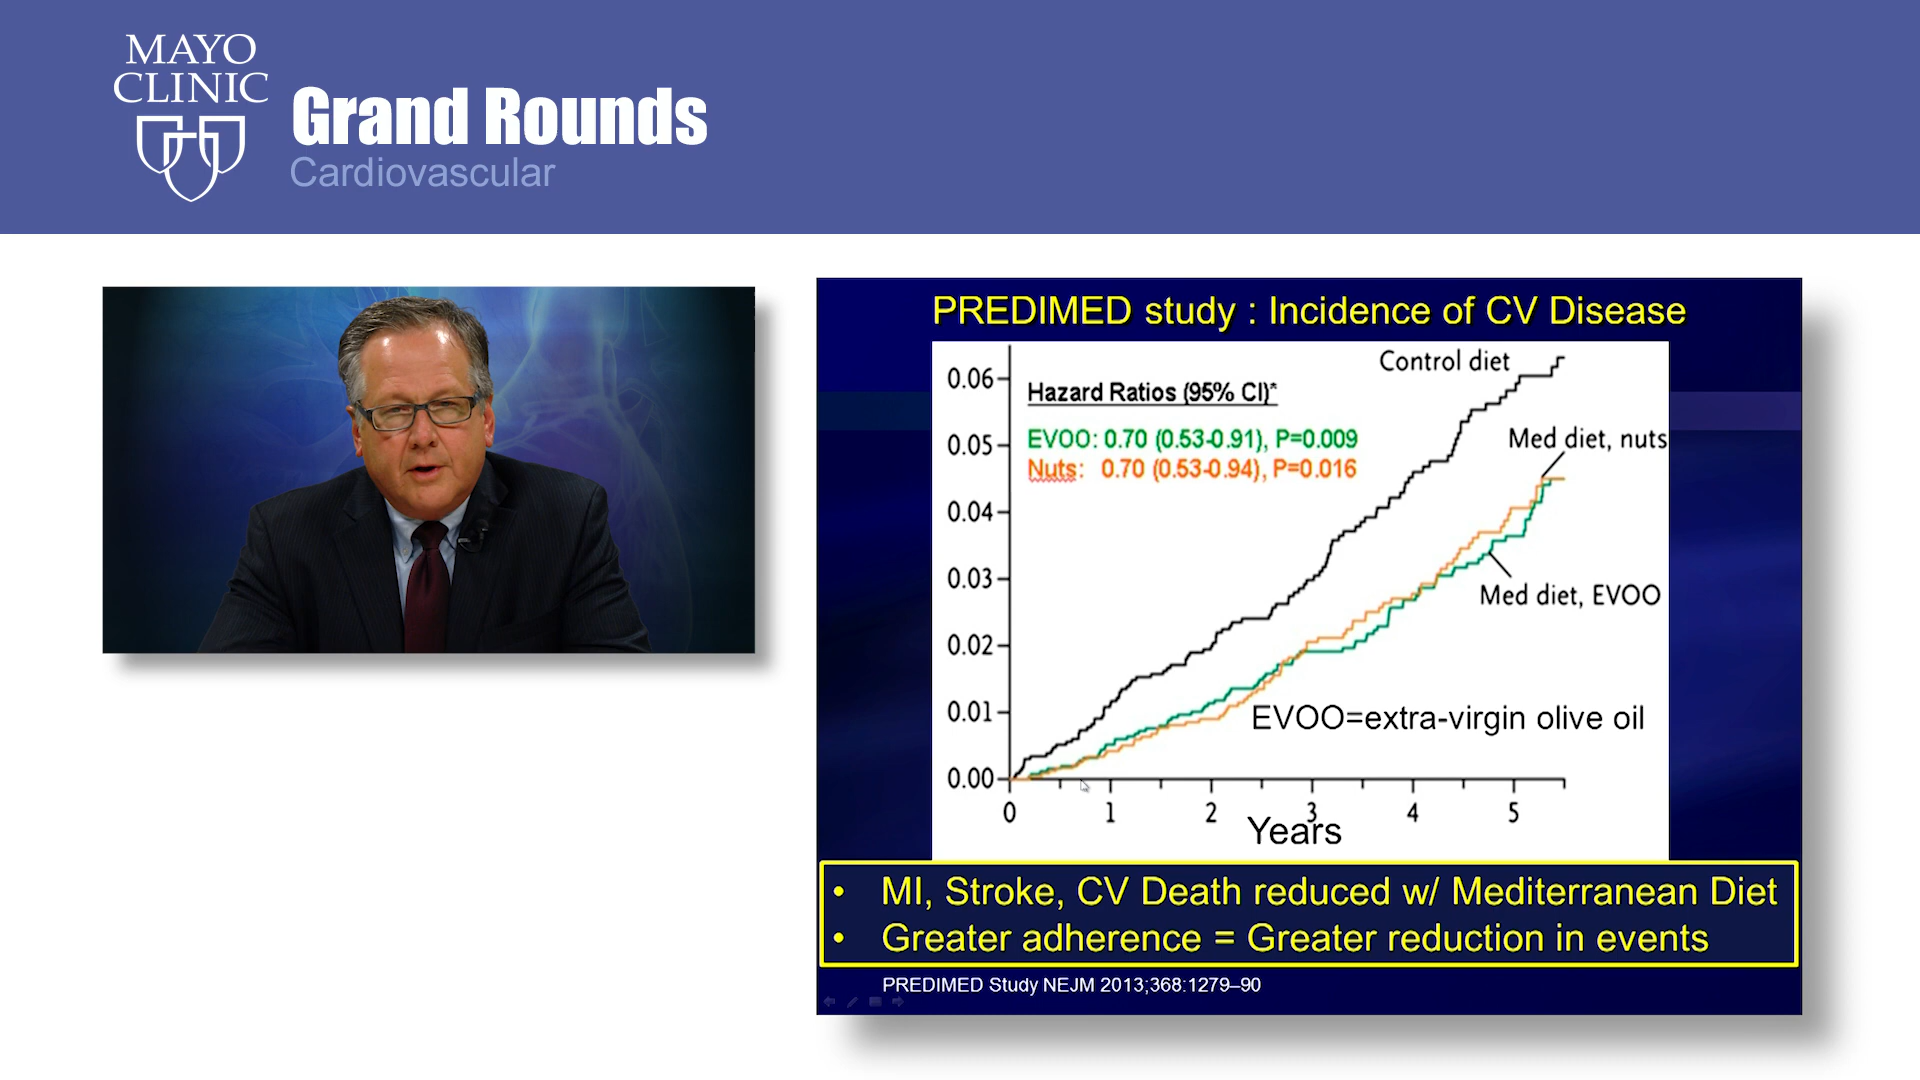 MAYO
CLINIC
Grand Rounds
Cardiovascular
PREDIMED study : Incidence of CV Disease
Control diet
0.06
Hazard Ratios (95% CI)*
EVOO: 0.70 (0.53-0.91), P=0.009
Nuts: 0.70 (0.53-0.94), P=0.016
Med diet, nuts
0.05
0.04
0.03
Med diet, EVOO
0.02
0.01
EVOO=extra-virgin olive oil
0.00
0 1 2 3 4 5
Years
• MI, Stroke, CV Death reduced w/ Mediterranean Diet
• Greater adherence = Greater reduction in events
PREDIMED Study NEJM 2013;368:1279–90